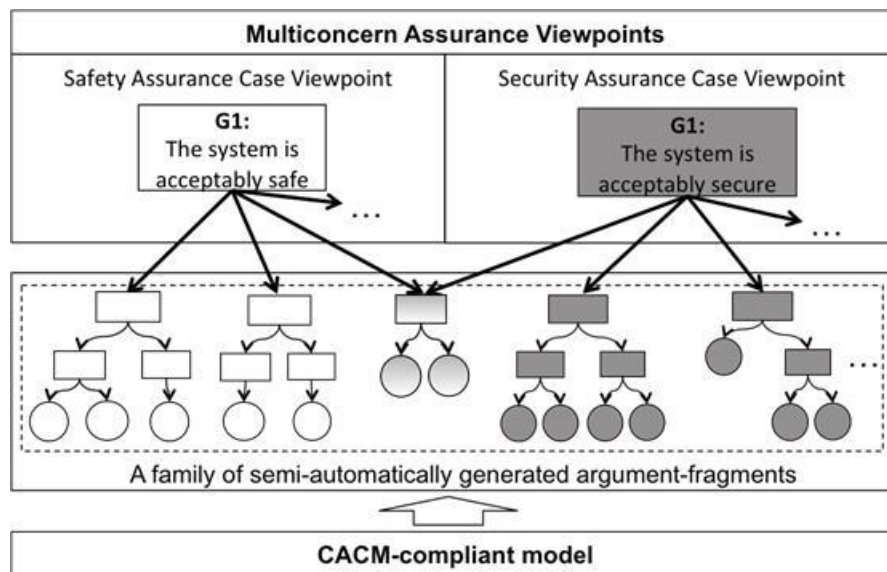 Multiconcern Assurance Viewpoints
Safety Assurance Case Viewpoint
Security Assurance Case Viewpoint
G1:
The system is
acceptably safe
...
G1:
The system is
acceptably secure
...
...
A family of semi-automatically generated argument-fragments
CACM-compliant model